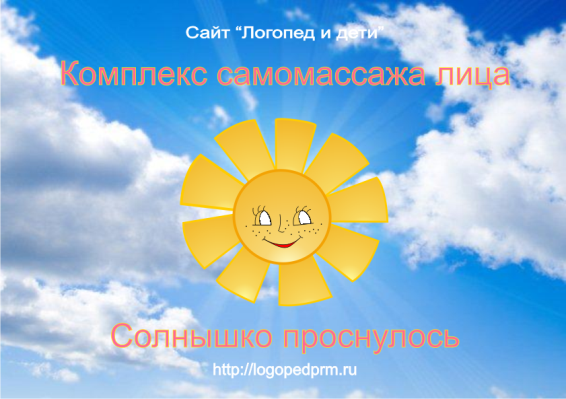 Сайт “Логопед и дети”
Комплекс самомассажа лица
Солнышко проснулось
http://logopedprm.ru